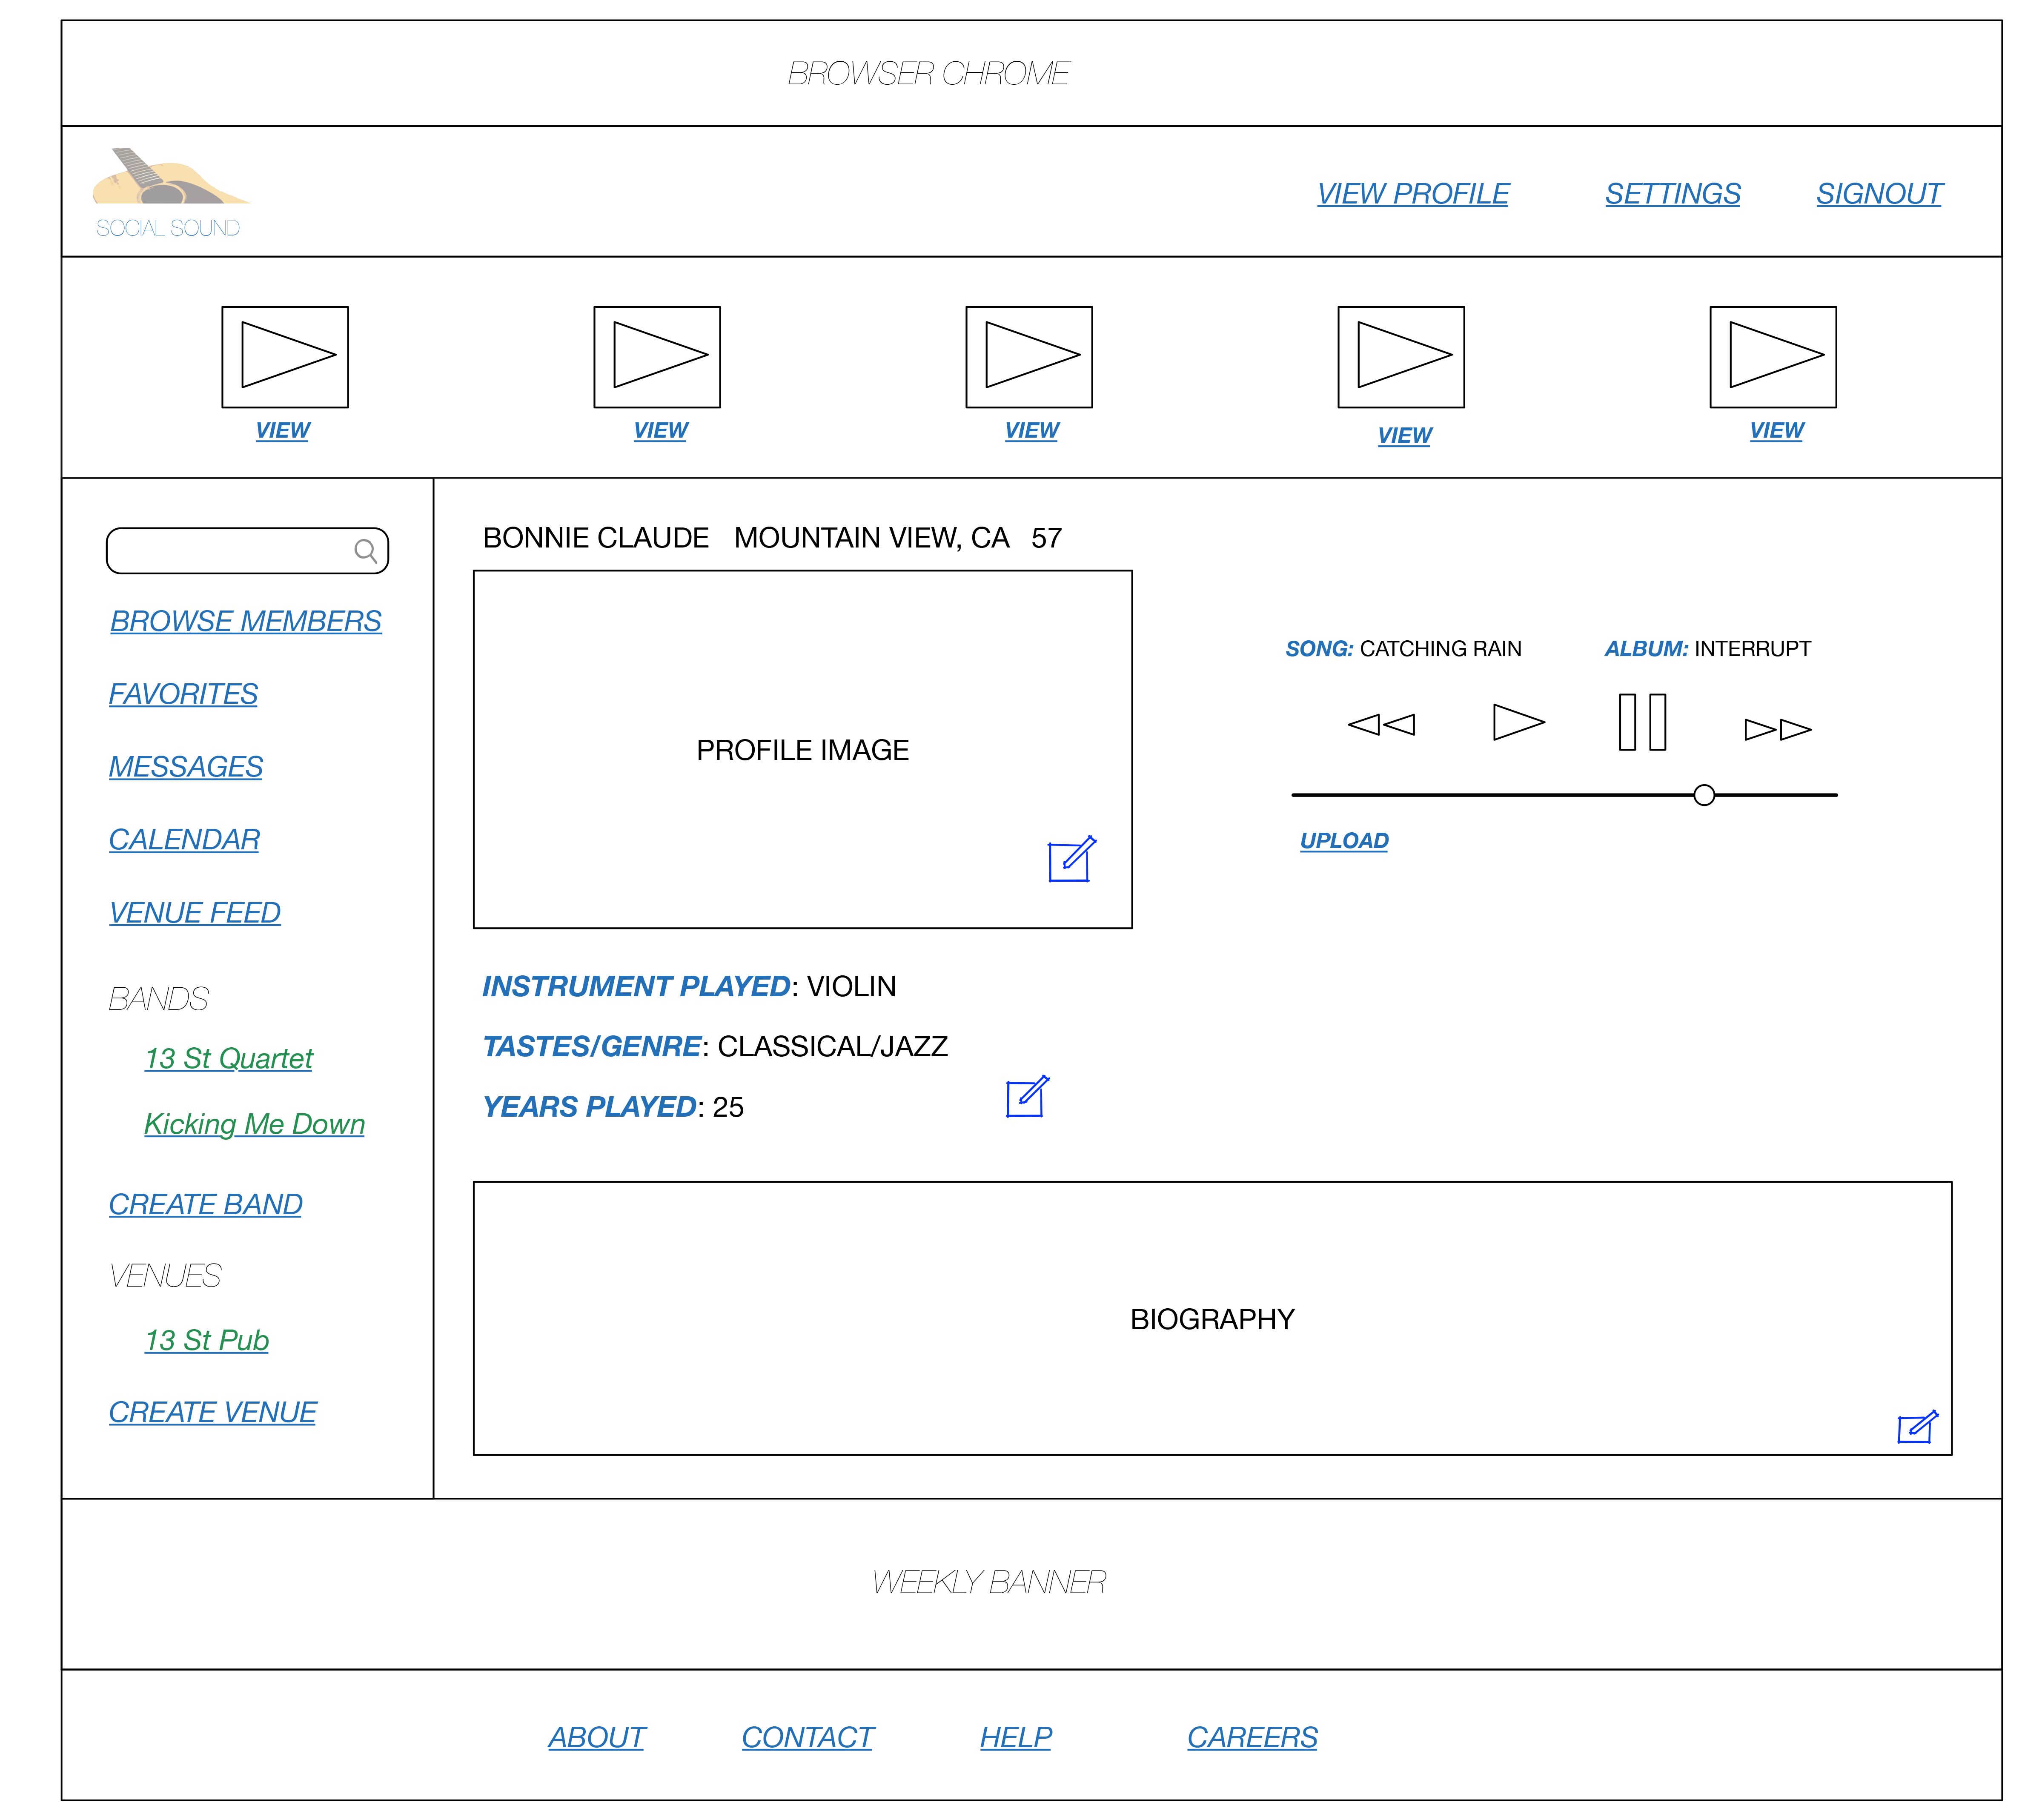 BROWSER CHROME
SOCIAL SOUND
VIEW PROFILE SETTINGS SIGNOUT
VIEW VIEW VIEW VIEW VIEW
BROWSE MEMBERS
FAVORITES
MESSAGES
CALENDAR
VENUE FEED
BANDS
13 St Quartet
Kicking Me Down
CREATE BAND
VENUES
13 St Pub
CREATE VENUE
BONNIE CLAUDE MOUNTAIN VIEW, CA 57
PROFILE IMAGE
SONG: CATCHING RAIN ALBUM: INTERRUPT
UPLOAD
INSTRUMENT PLAYED: VIOLIN
TASTES/GENRE: CLASSICAL/JAZZ
YEARS PLAYED: 25
BIOGRAPHY
WEEKLY BANNER
ABOUT CONTACT HELP CAREERS